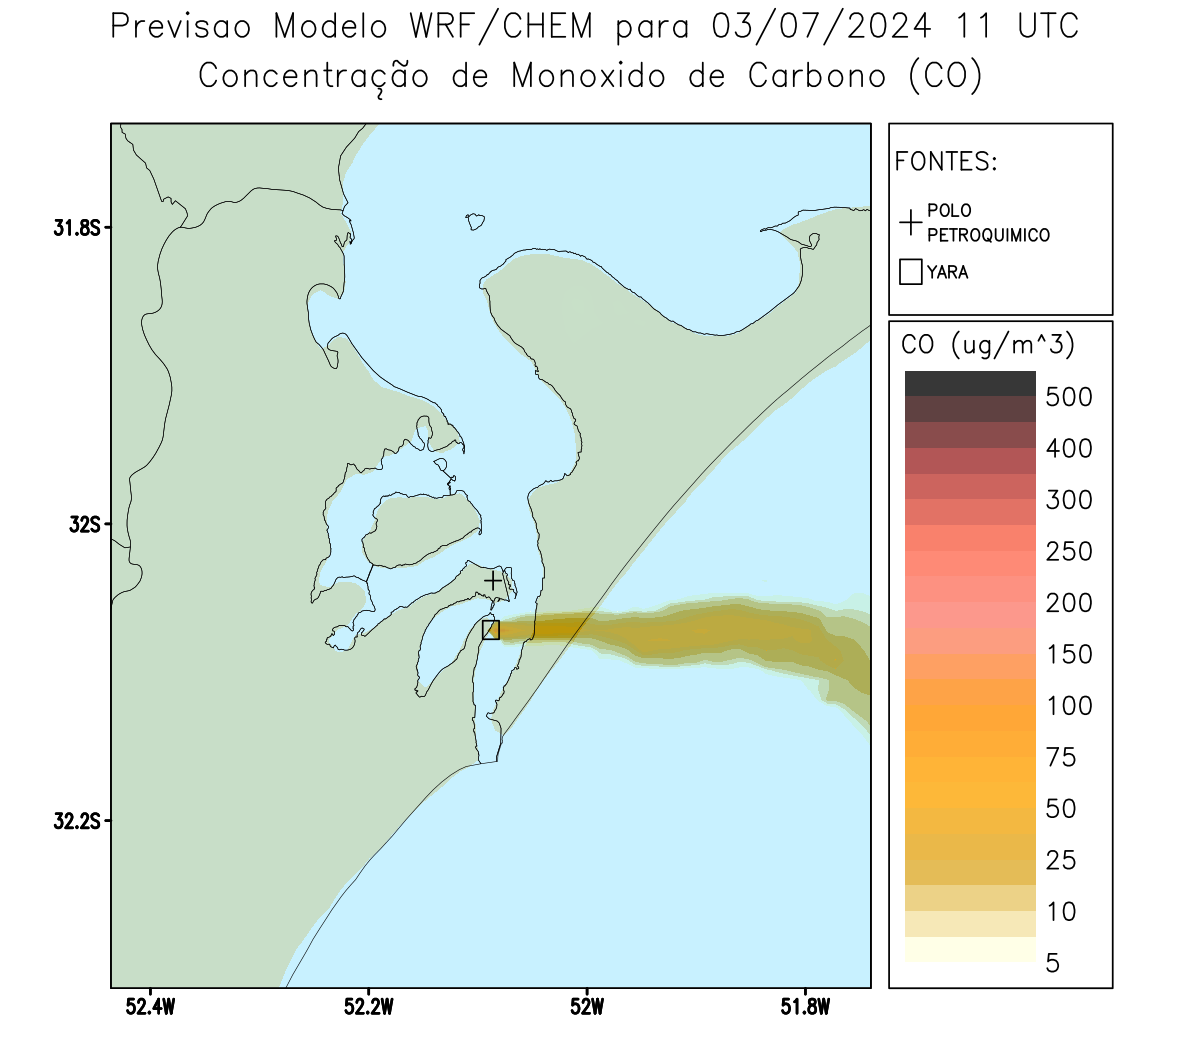 Previsao Modelo WRF/CHEM para 03/07/2024 11 UTC
Concentração de Monoxido de Carbono (CO)
FONTES:
POLO
PETROQUIMICO
YARA
CO (ug/m^3)
500
400
300
250
200
150
100
75
50
25
10
5
31.8S
32S
32.2S
52.4W
52.2W
52W
51.8W